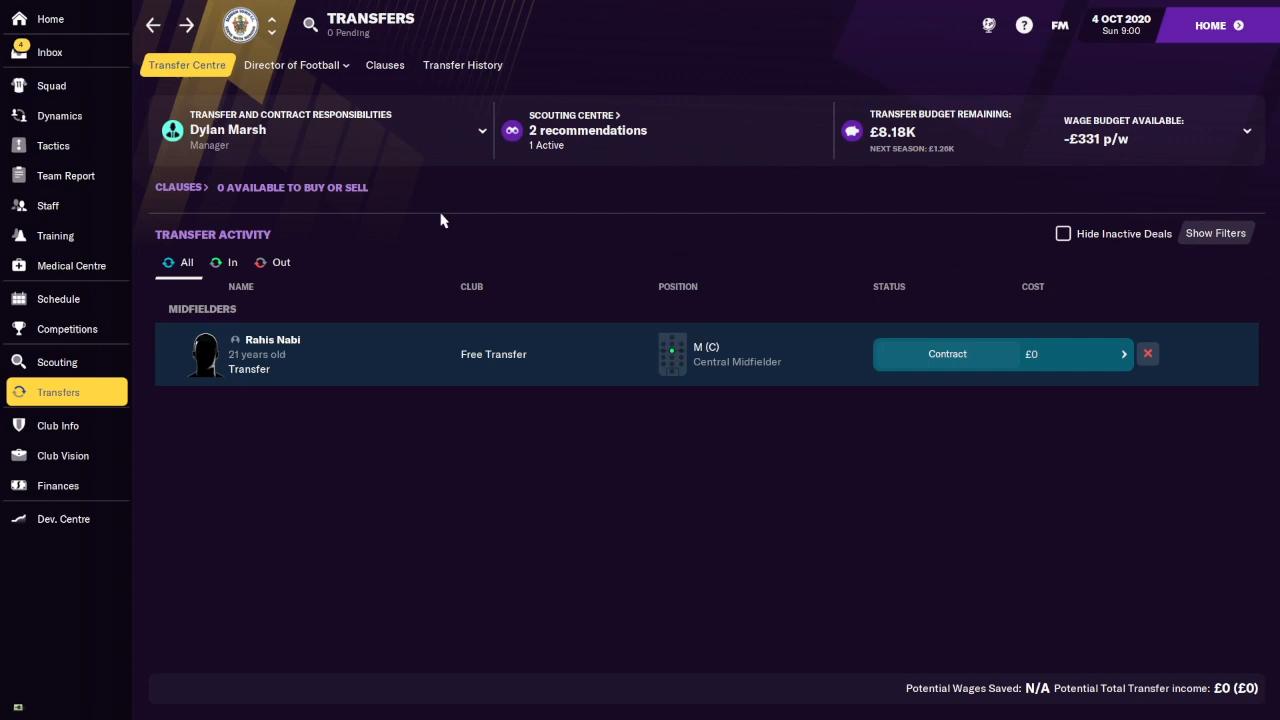 Home
4
Inbox
Squad
Dynamics
Tactics
Team Report
Staff
Training
Medical Centre
Schedule
Competitions
Scouting
Transfers
Club Info
Club Vision
Finances
Dev. Centre
TRANSFERS
0 Pending
FM
4 OCT 2020
Sun 9:00
HOME
Transfer Centre
Director of Football
Clauses
Transfer History
TRANSFER AND CONTRACT RESPONSIBILITIES
Dylan Marsh
Manager
SCOUTING CENTRE >
2 recommendations
1 Active
TRANSFER BUDGET REMAINING:
£8.18K
NEXT SEASON: £1.26K
WAGE BUDGET AVAILABLE:
-£331 p/w
CLAUSES > 0 AVAILABLE TO BUY OR SELL
TRANSFER ACTIVITY
Hide Inactive Deals
Show Filters
All In Out
NAME CLUB POSITION STATUS COST
MIDFIELDERS
Rahis Nabi
21 years old
Transfer
Free Transfer
M (C)
Central Midfielder
Contract £0
Potential Wages Saved: N/A Potential Total Transfer income: £0 (£0)